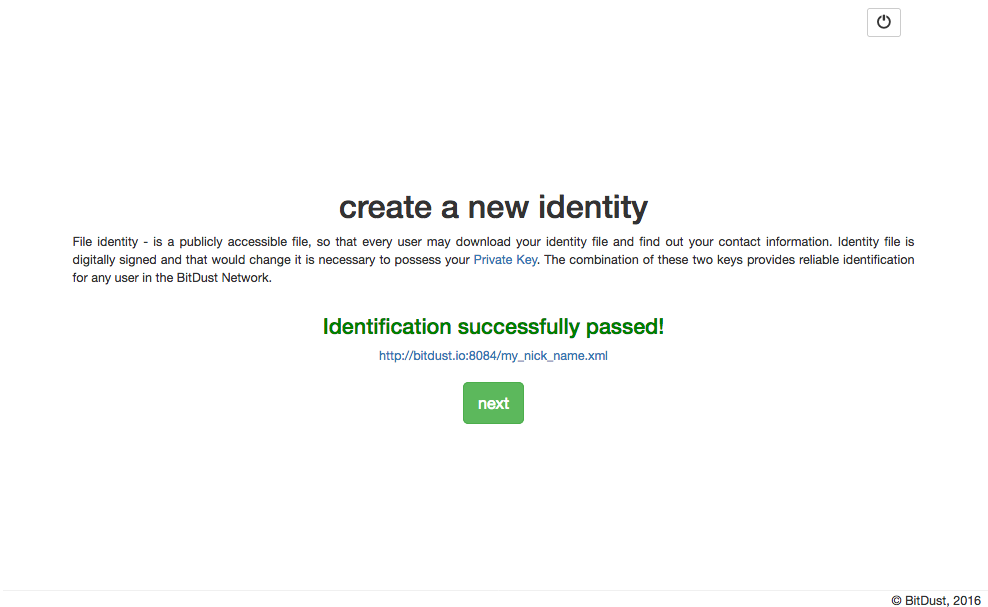 create a new identity
File identity - is a publicly accessible file, so that every user may download your identity file and find out your contact information. Identity file is
digitally signed and that would change it is necessary to possess your Private Key. The combination of these two keys provides reliable identification
for any user in the BitDust Network.
Identification successfully passed!
http://bitdust.io:8084/my_nick_name.xml
next
© BitDust, 2016